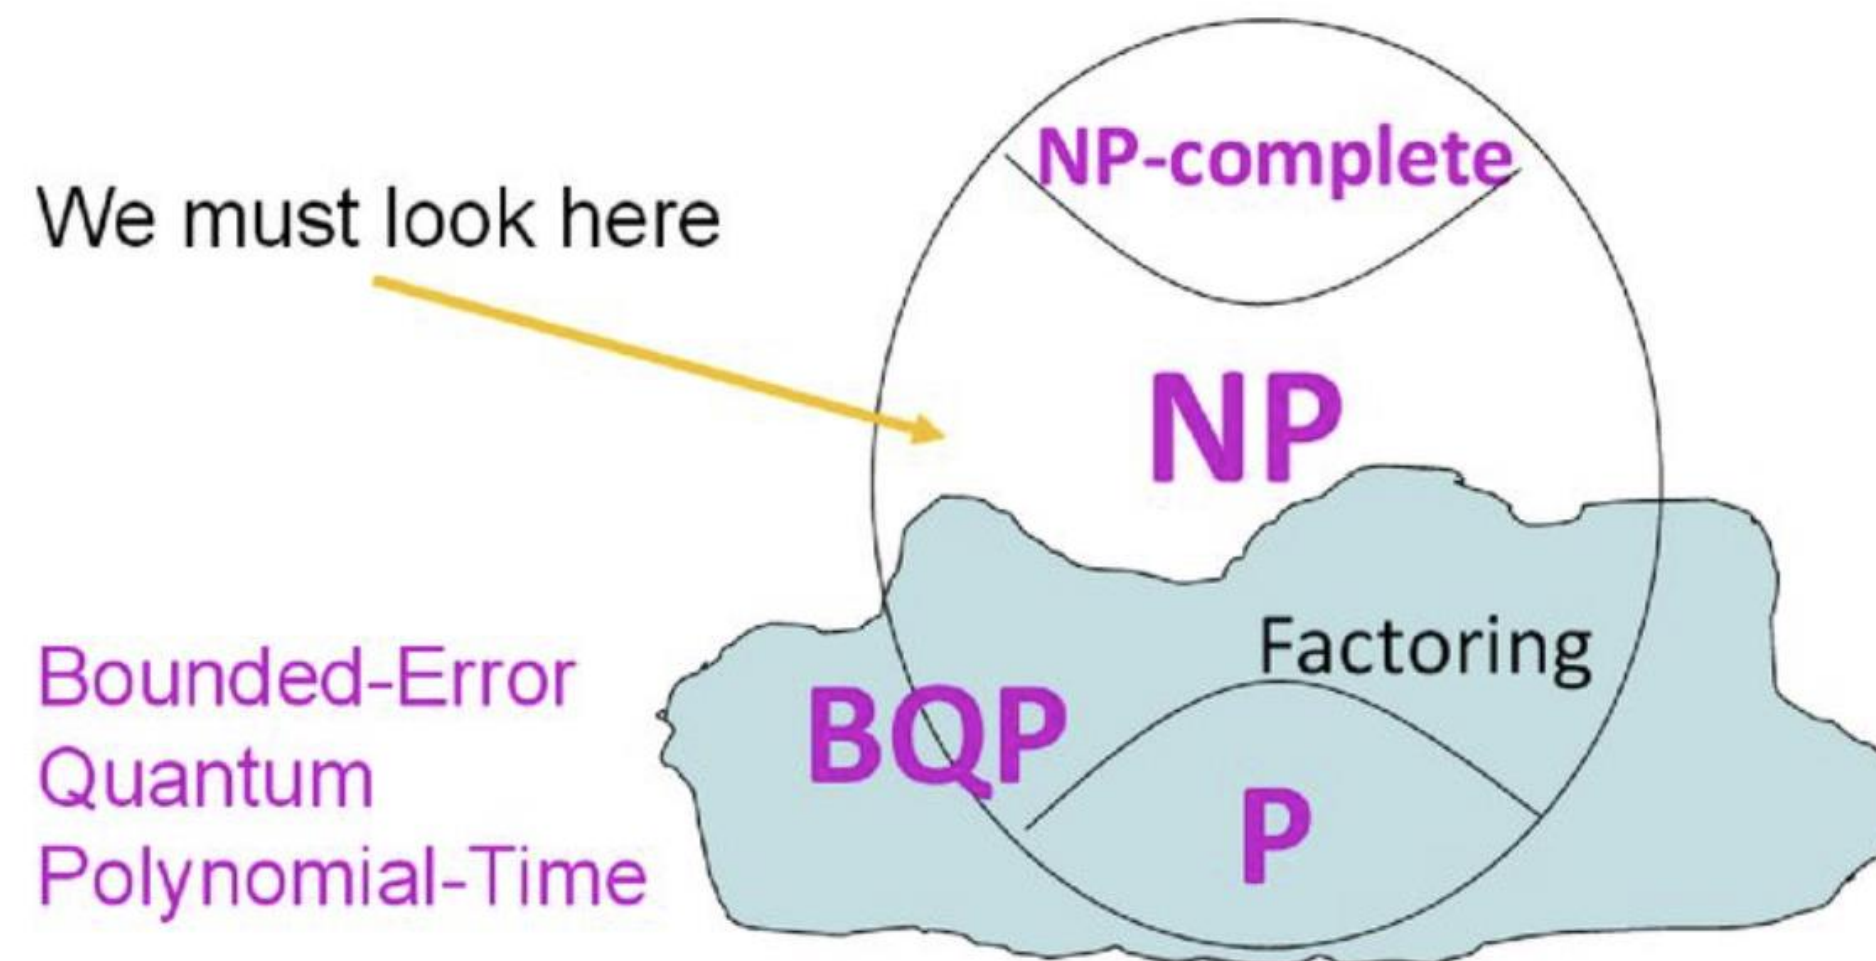 NP-complete
We must look here
NP
Factoring
Bounded-Error
Quantum
Polynomial-Time
BQP
P